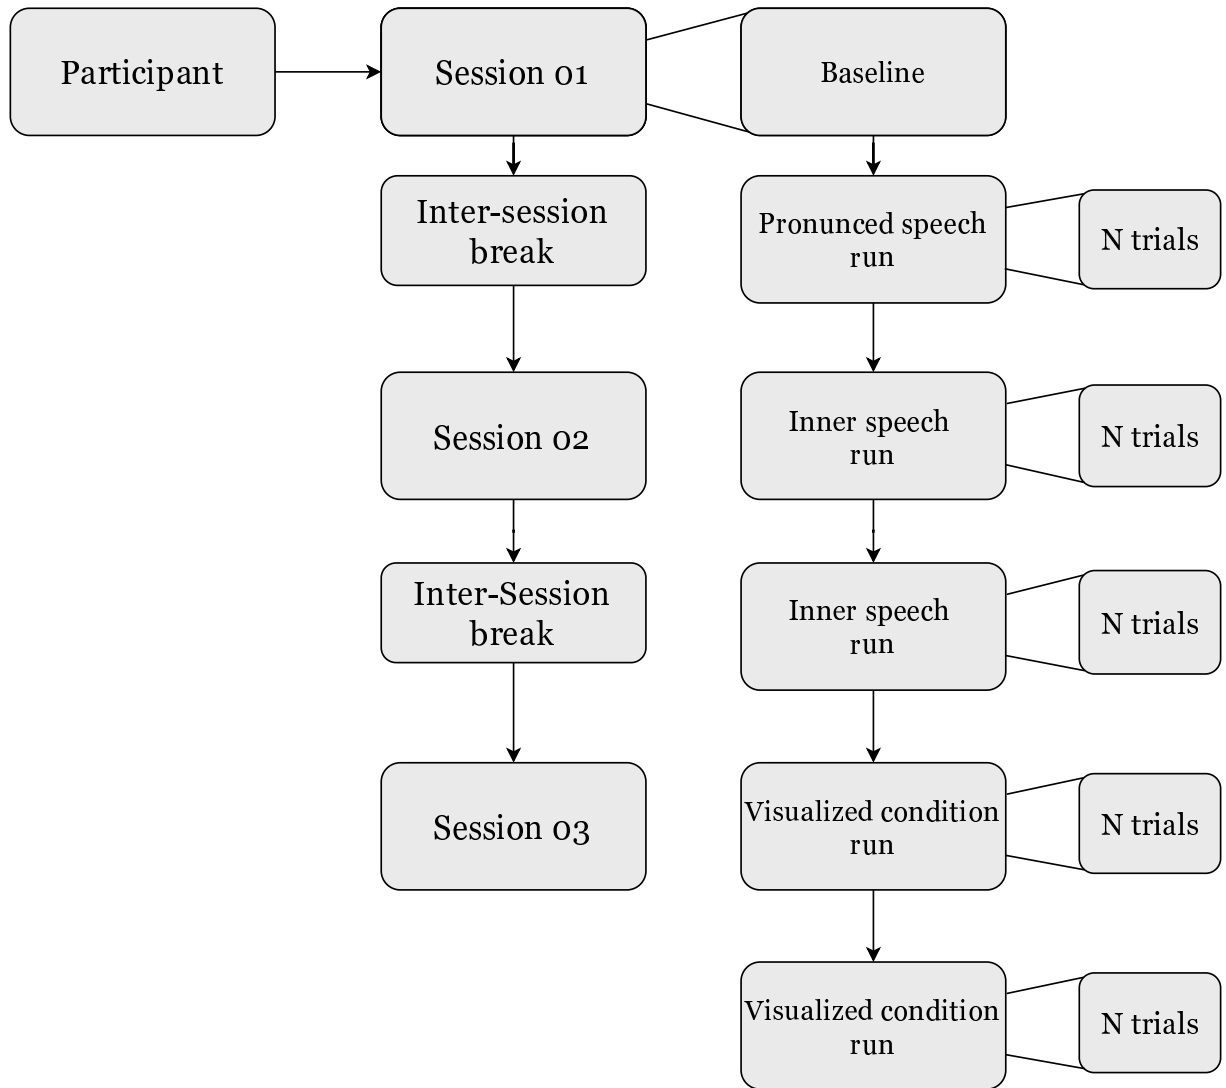 Participant
Session 01
Baseline
Inter-session
break
Pronunced speech
run
N trials
Session 02
Inner speech
run
N trials
Inter-Session
break
Inner speech
run
N trials
Session 03
Visualized condition
run
N trials
Visualized condition
run
N trials